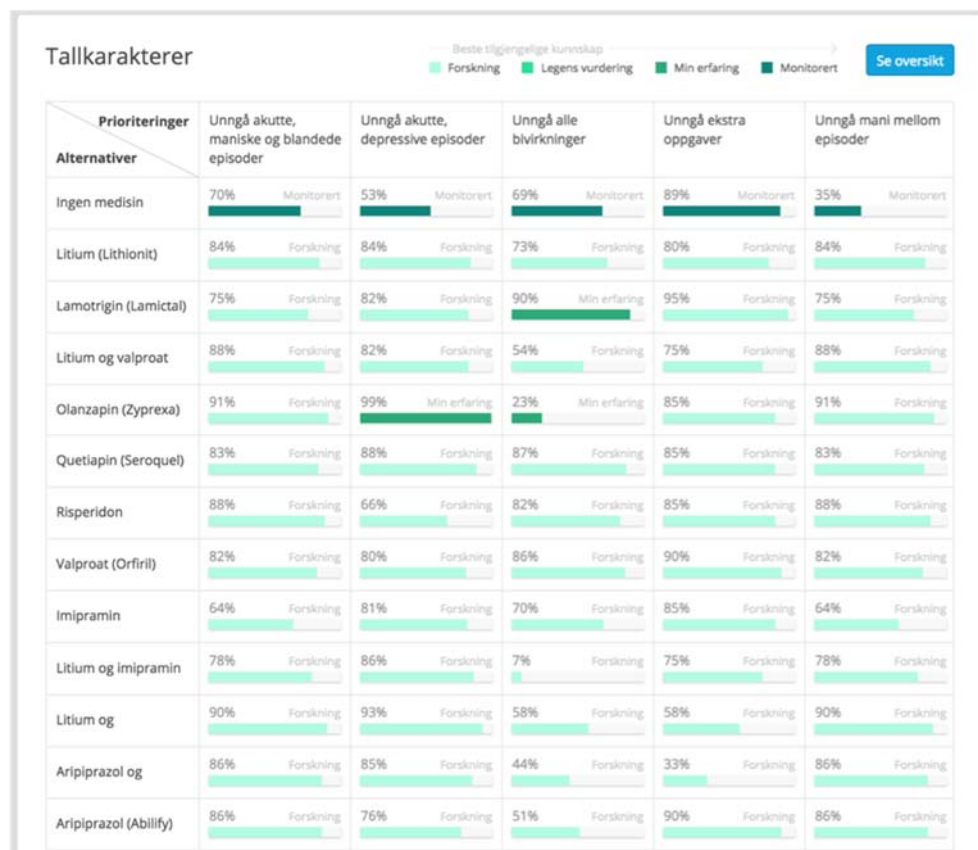 Tallkarakterer
Beste tilgjengelige kunnskap
Forskning Legens vurdering Min erfaring Monitorert
Se oversikt
Prioriteringer
Alternativer
Unngå akutte,
maniske og blandede
episoder
Unngå akutte,
depressive episoder
Unngå alle
bivirkninger
Unngå ekstra
oppgaver
Unngå mani mellom
episoder
Ingen medisin
70% Monitorert 53% Monitorert 69% Monitorert 89% Monitorert 35% Monitorert
Litium (Lithionit)
84% Forskning 84% Forskning 73% Forskning 80% Forskning 84% Forskning
Lamotrigin (Lamictal)
75% Forskning 82% Forskning 90% Min erfaring 95% Forskning 75% Forskning
Litium og valproat
88% Forskning 82% Forskning 54% Forskning 75% Forskning 88% Forskning
Olanzapin (Zyprexa)
91% Forskning 99% Min erfaring 23% Min erfaring 85% Forskning 91% Forskning
Quetiapin (Seroquel)
83% Forskning 88% Forskning 87% Forskning 85% Forskning 83% Forskning
Risperidon
88% Forskning 66% Forskning 82% Forskning 85% Forskning 88% Forskning
Valproat (Orfiril)
82% Forskning 80% Forskning 86% Forskning 90% Forskning 82% Forskning
Imipramin
64% Forskning 81% Forskning 70% Forskning 85% Forskning 64% Forskning
Litium og imipramin
78% Forskning 86% Forskning 7% Forskning 75% Forskning 78% Forskning
Litium og
90% Forskning 93% Forskning 58% Forskning 58% Forskning 90% Forskning
Aripiprazol og
86% Forskning 85% Forskning 44% Forskning 33% Forskning 86% Forskning
Aripiprazol (Abilify)
86% Forskning 76% Forskning 51% Forskning 90% Forskning 86% Forskning